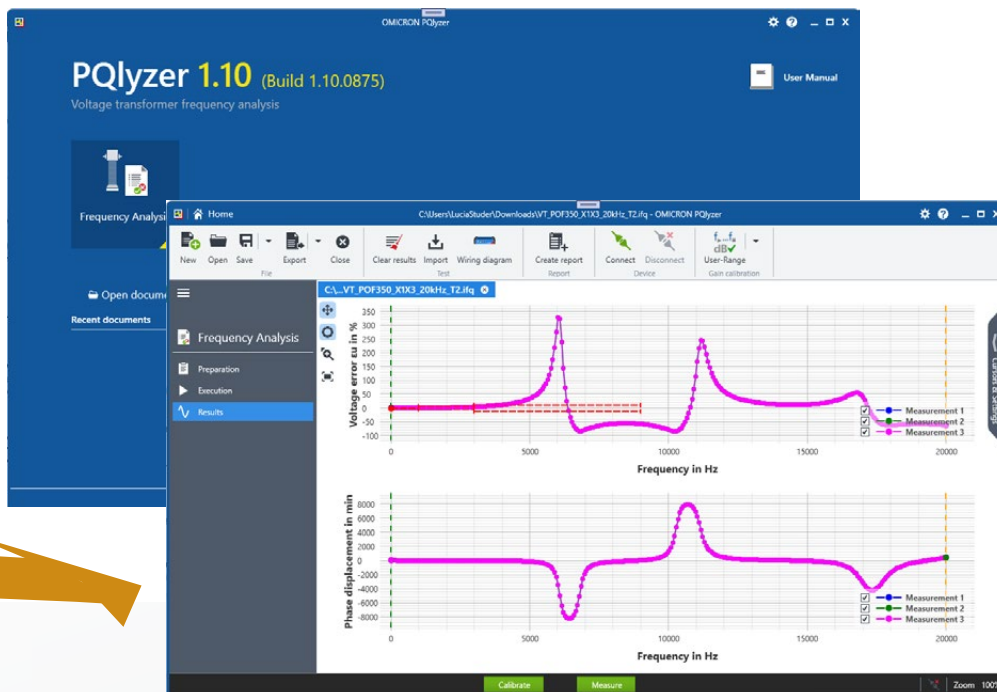 OMICRON PQlyzer
PQlyzer 1.10 (Build 1.10.0875)
Voltage transformer frequency analysis
User Manual
Frequency Analysi
Open docume
Recent documents
Home
C:\Users\LuciaStuder\Downloads\VT_POF350_X1X3_20kHz_T2.ifq - OMICRON PQlyzer
New Open Save Export Close Clear results Import Wiring diagram Create report Connect Disconnect User-Range
File Test Report Device Gain calibration
dB
C:\...VT_POF350_X1X3_20kHz_T2.ifq
Frequency Analysis
Preparation
Execution
Results
Voltage error εu in %
350
300
250
200
150
100
50
0
-50
-100
Measurement 1
Measurement 2
Measurement 3
0 5000 10000 15000 20000
Frequency in Hz
Phase displacement in min
8000
6000
4000
2000
0
-2000
-4000
-6000
-8000
Measurement 1
Measurement 2
Measurement 3
0 5000 10000 15000 20000
Frequency in Hz
Calibrate Measure
Zoom 100%